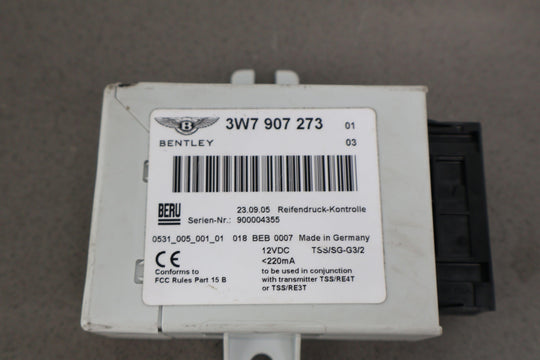 B
BENTLEY
3W7 907 273 01
03
BERU 23.09.05 Reifendruck-Kontrolle
Serien-Nr.: 900004355
0531_005_001_01 018 BEB 0007 Made in Germany
12VDC TSS/SG-G3/2
CE <220mA
Conforms to
FCC Rules Part 15 B
to be used in conjunction
with transmitter TSS/RE4T
or TSS/RE3T